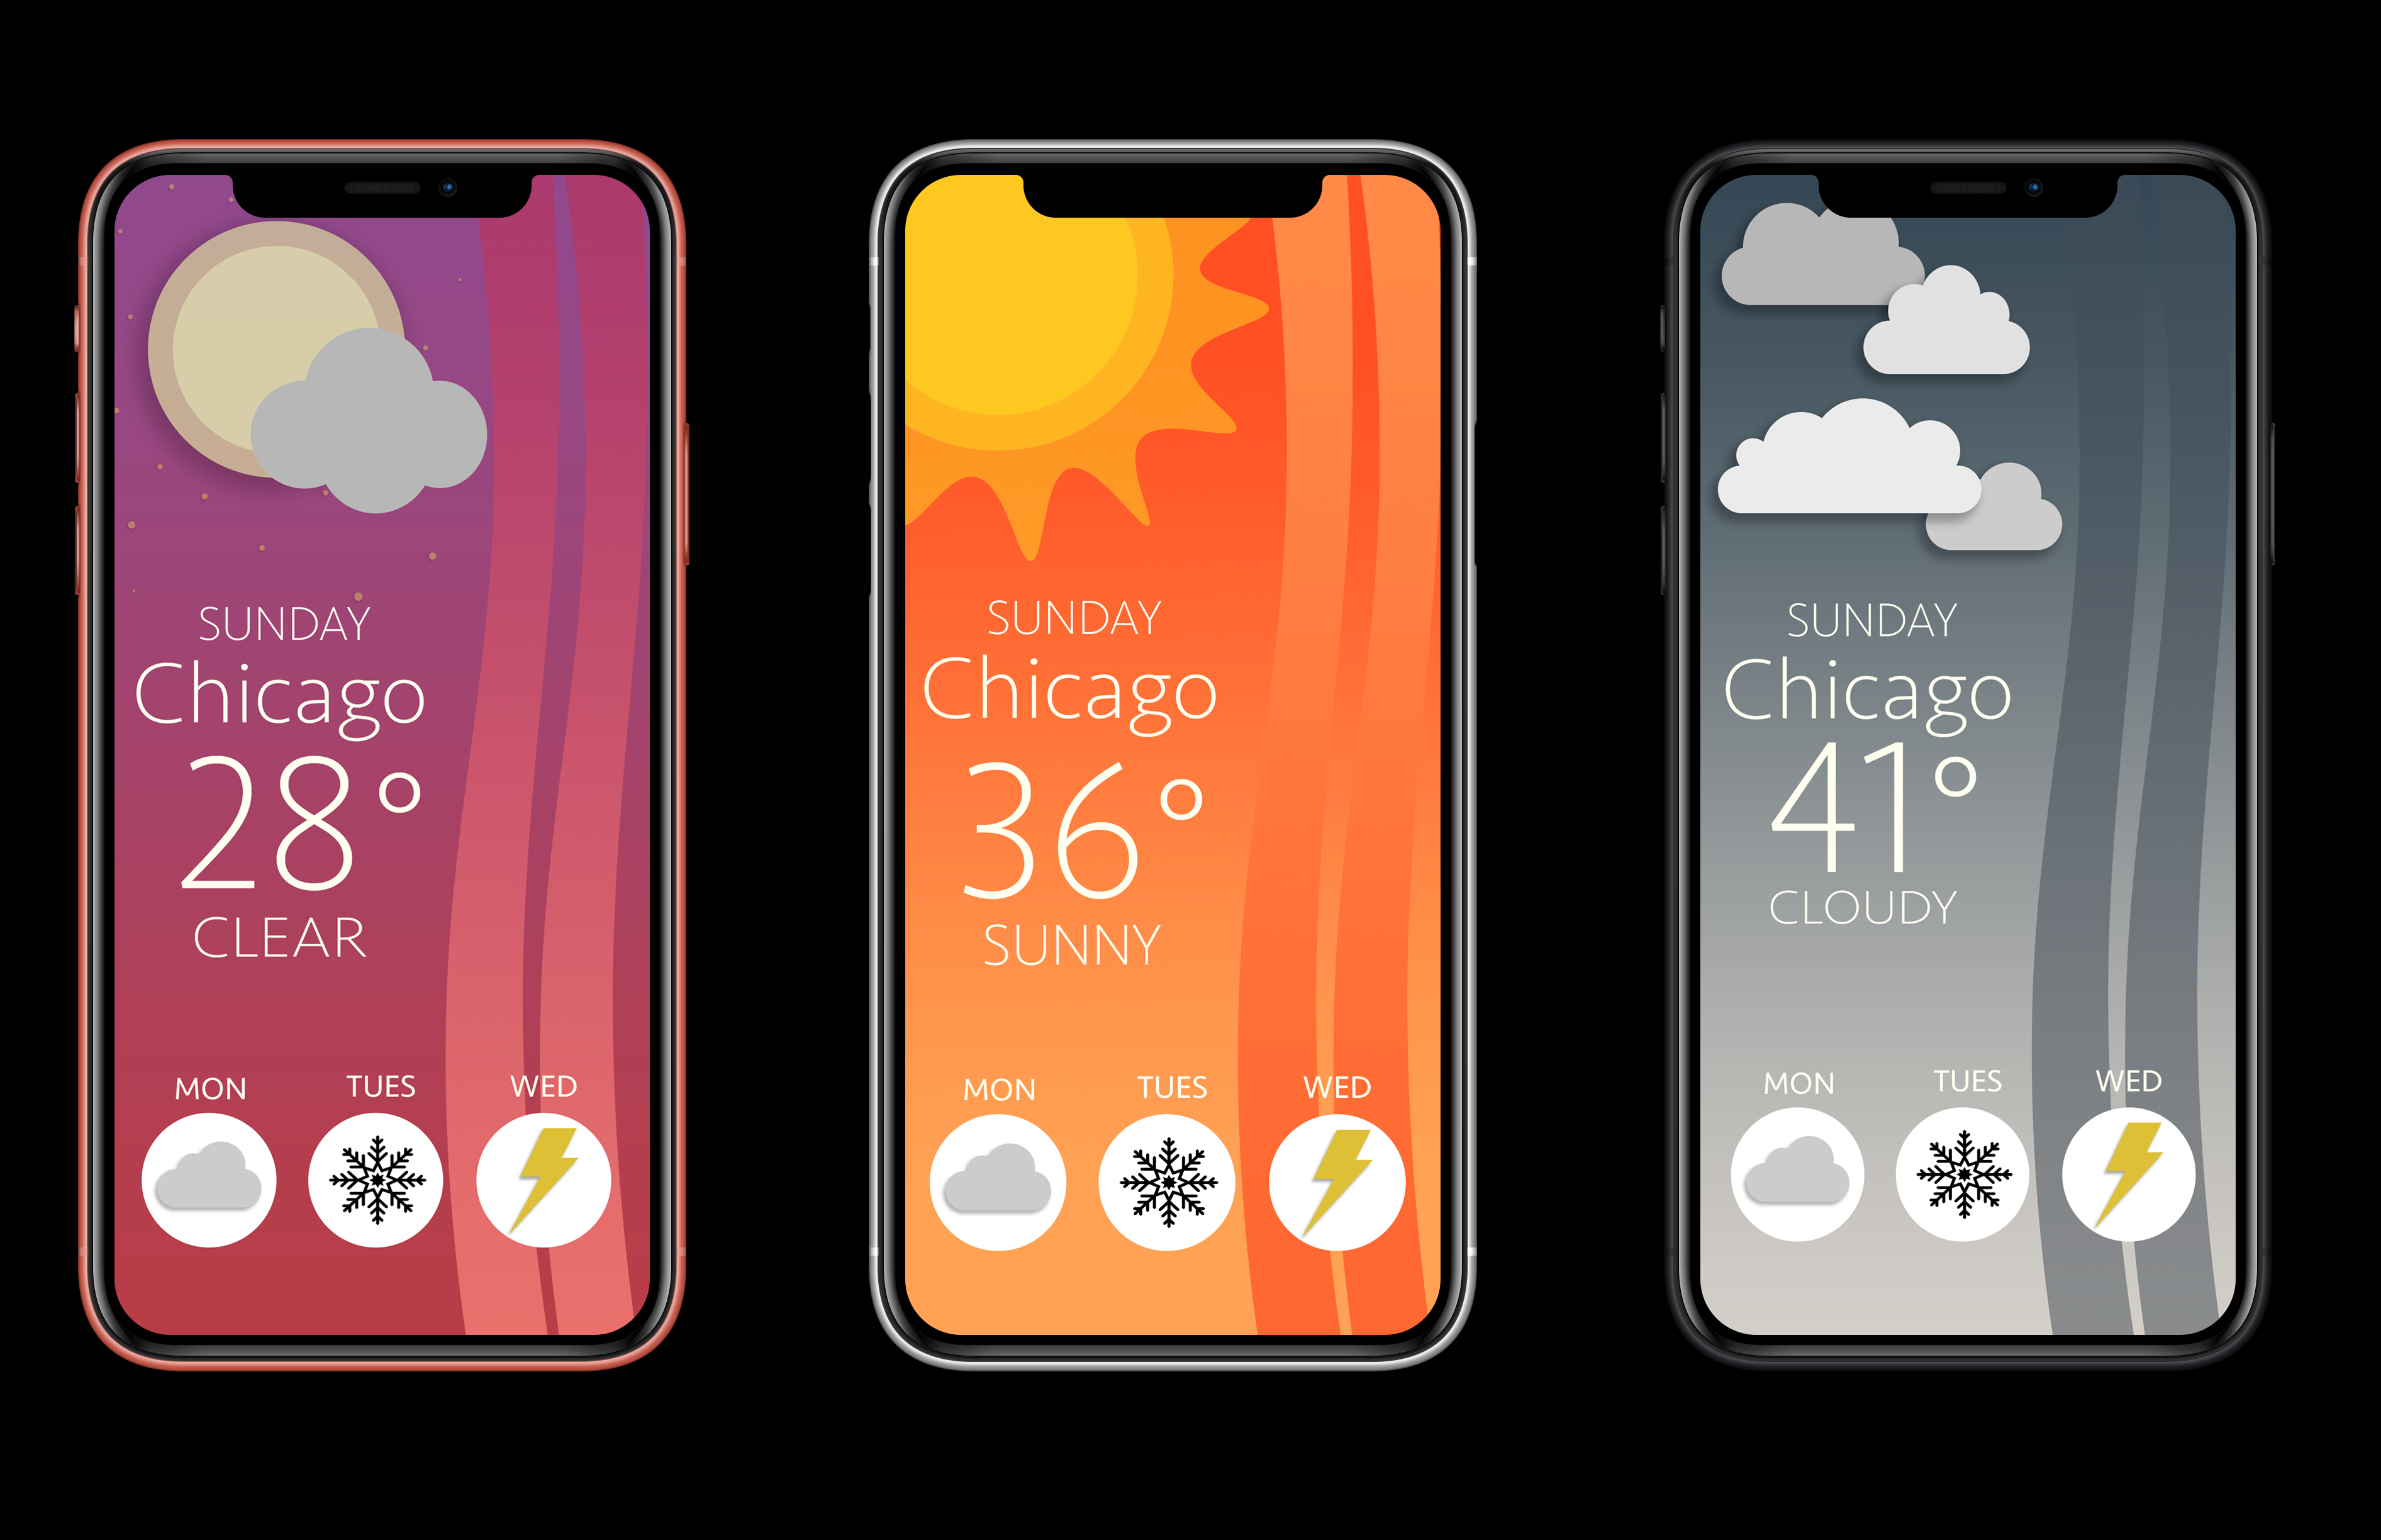 SUNDAY
Chicago
28°
CLEAR
MON TUES WED
SUNDAY
Chicago
36°
SUNNY
MON TUES WED
SUNDAY
Chicago
41°
CLOUDY
MON TUES WED